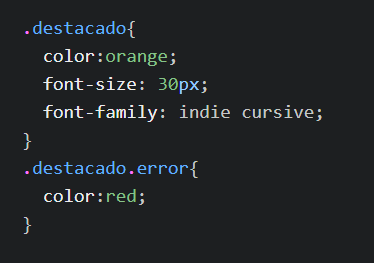 .destacado{
  color:orange;
  font-size: 30px;
  font-family: indie cursive;
}
.destacado.error{
  color:red;
}